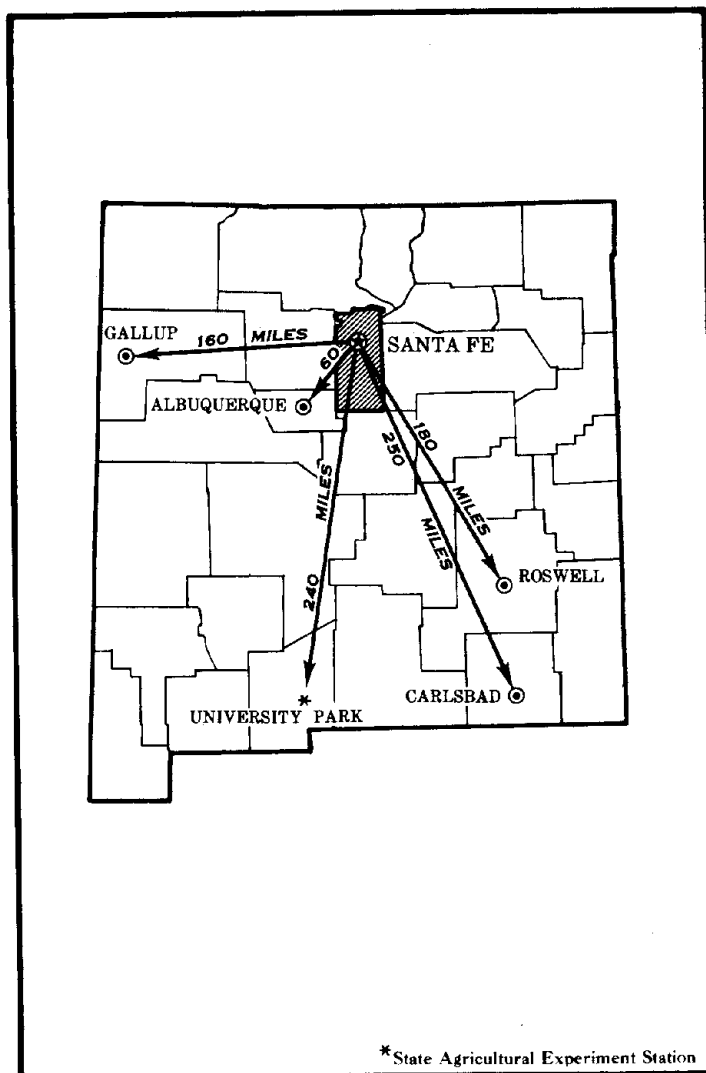 GALLUP
160 MILES
SANTA FE
60
ALBUQUERQUE
180 MILES
250 MILES
240 MILES
ROSWELL
CARLSBAD
*
UNIVERSITY PARK
*State Agricultural Experiment Station